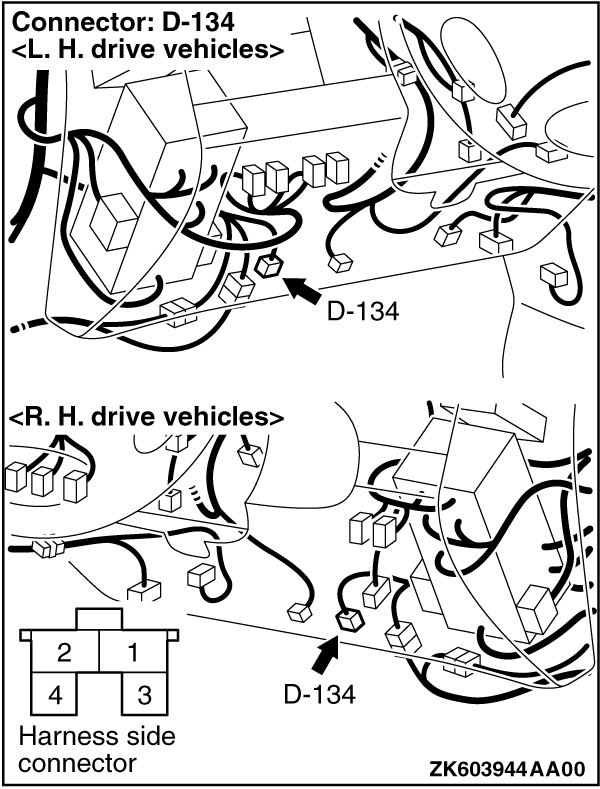 Connector: D-134
<L. H. drive vehicles>
D-134
<R. H. drive vehicles>
D-134
2 1
4 3
Harness side
connector
ZK603944AA00